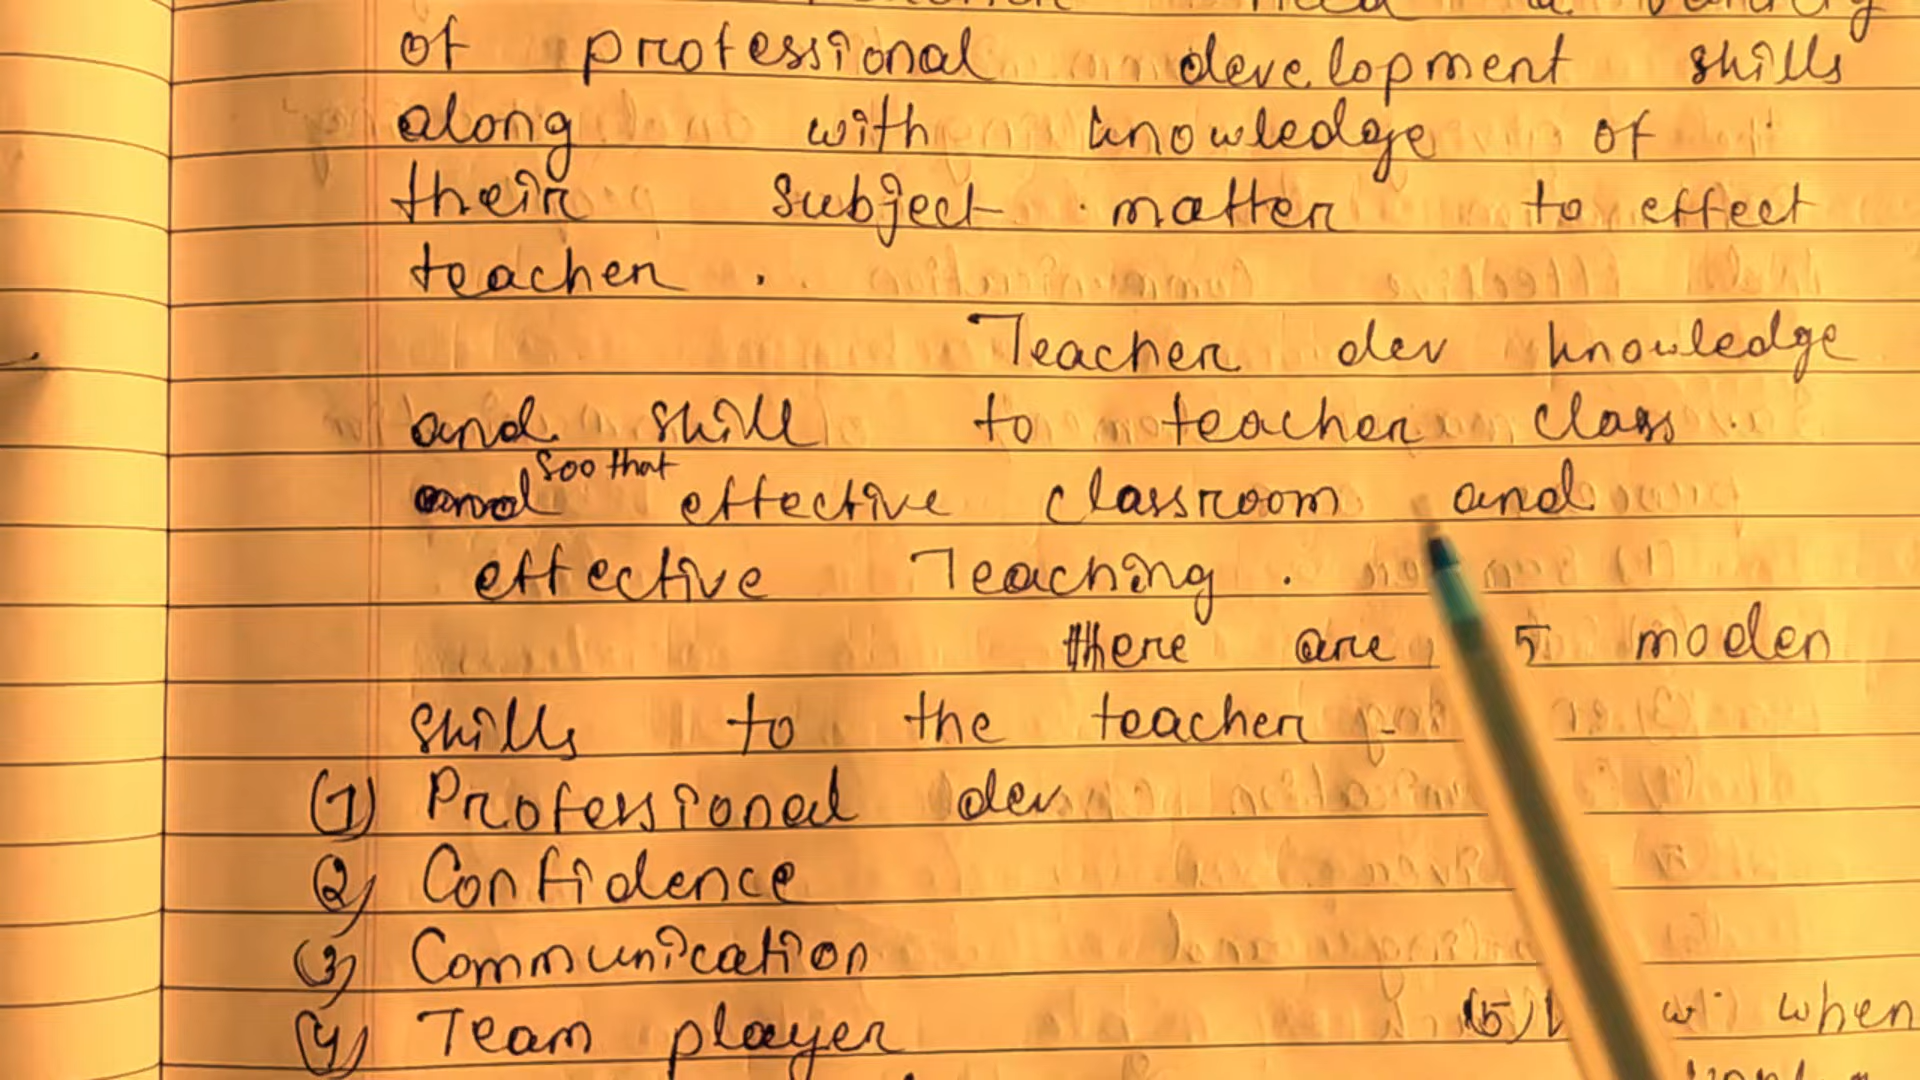 of professional development skills
along with knowledge of
their subject matter to effect
teacher .
Teacher dev knowledge
and skill to teacher class
soo that
and effective classroom and
effective Teaching .
there are 5 moden
skills to the teacher
(1) Professional dev
(2) Confidence
(3) Communication
(4) Team player (5) when